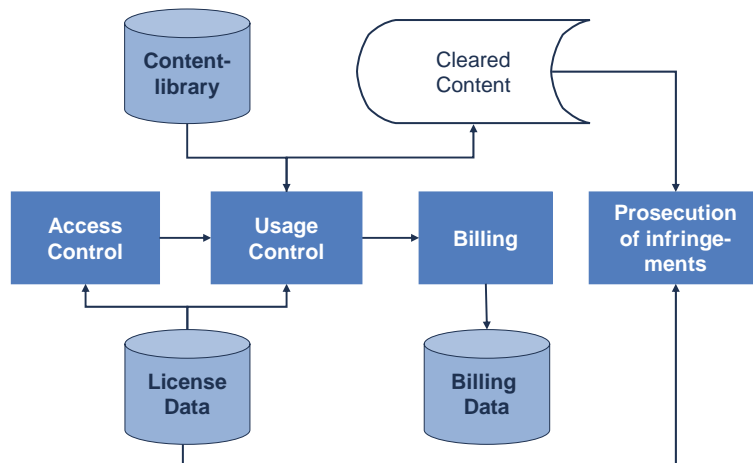 Content-
library
Cleared
Content
Access
Control
Usage
Control
Billing
Prosecution
of infringe-
ments
License
Data
Billing
Data